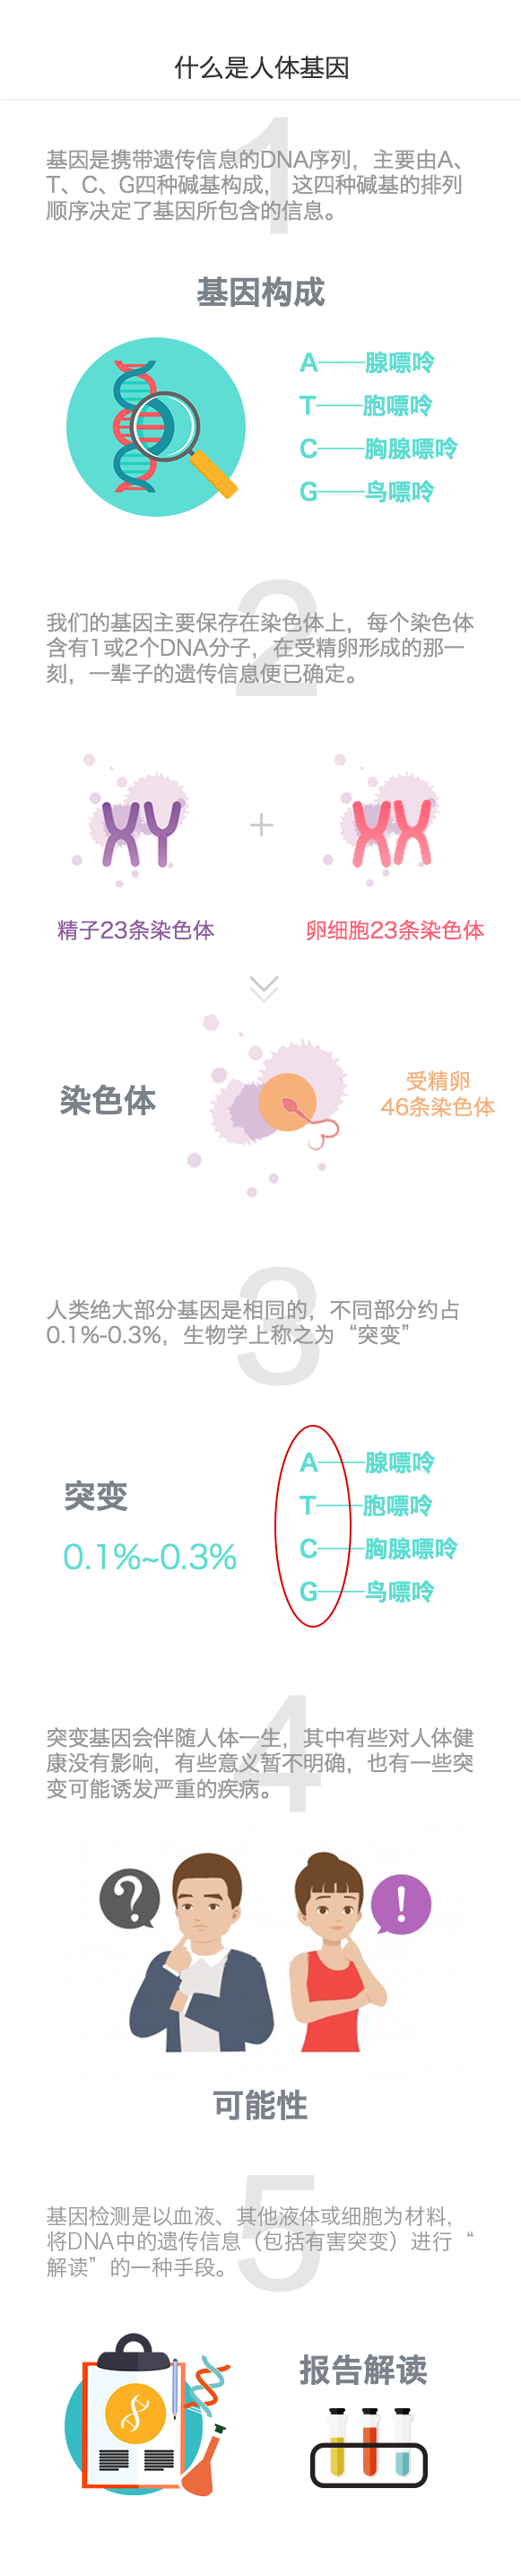 什么是人体基因
1
基因是携带遗传信息的DNA序列，主要由A、
T、C、G四种碱基构成， 这四种碱基的排列
顺序决定了基因所包含的信息。
基因构成
A——腺嘌呤
T——胞嘌呤
C——胸腺嘌呤
G——鸟嘌呤
2
我们的基因主要保存在染色体上，每个染色体
含有1或2个DNA分子，在受精卵形成的那一
刻，一辈子的遗传信息便已确定。
+
精子23条染色体
卵细胞23条染色体
染色体
受精卵
46条染色体
3
人类绝大部分基因是相同的，不同部分约占
0.1%-0.3%，生物学上称之为“突变”
突变
0.1%~0.3%
A——腺嘌呤
T——胞嘌呤
C——胸腺嘌呤
G——鸟嘌呤
4
突变基因会伴随人体一生，其中有些对人体健
康没有影响，有些意义暂不明确，也有一些突
变可能诱发严重的疾病。
?
!
可能性
5
基因检测是以血液、其他液体或细胞为材料，
将DNA中的遗传信息（包括有害突变）进行“
解读”的一种手段。
报告解读